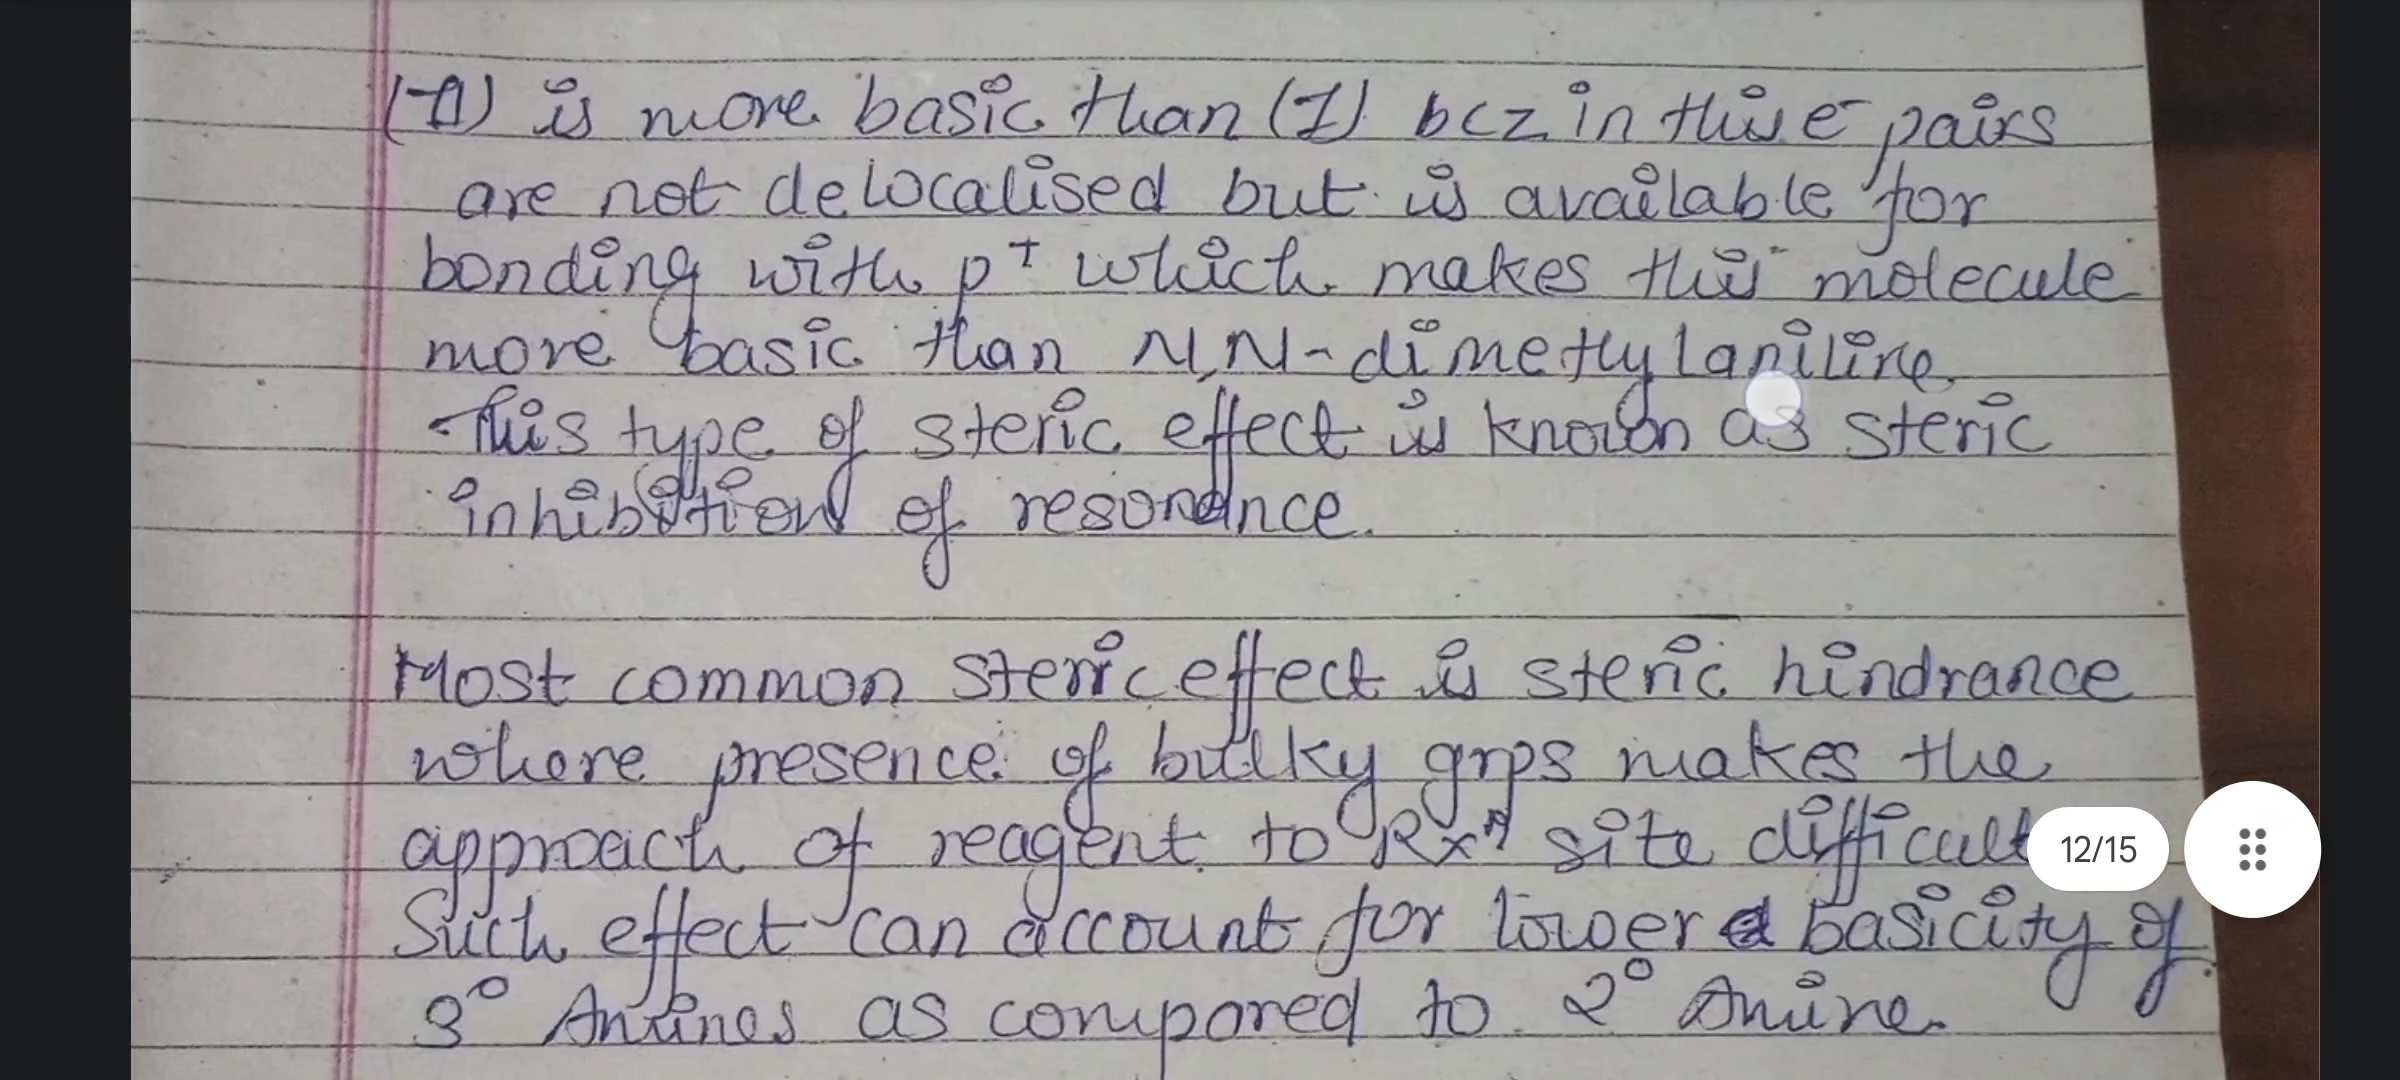 (II) is more basic than (I) bcz in this e⁻ pairs
are not delocalised but is available for
bonding with p⁺ which makes this molecule
more basic than N,N-dimethylaniline.
This type of steric effect is known as steric
inhibition of resonance.
Most common steric effect is steric hindrance
where presence of bulky grps makes the
approach of reagent to Rxⁿ site difficult
Such effect can account for lower basicity of
3° Amines as compared to 2° Amine.
12/15